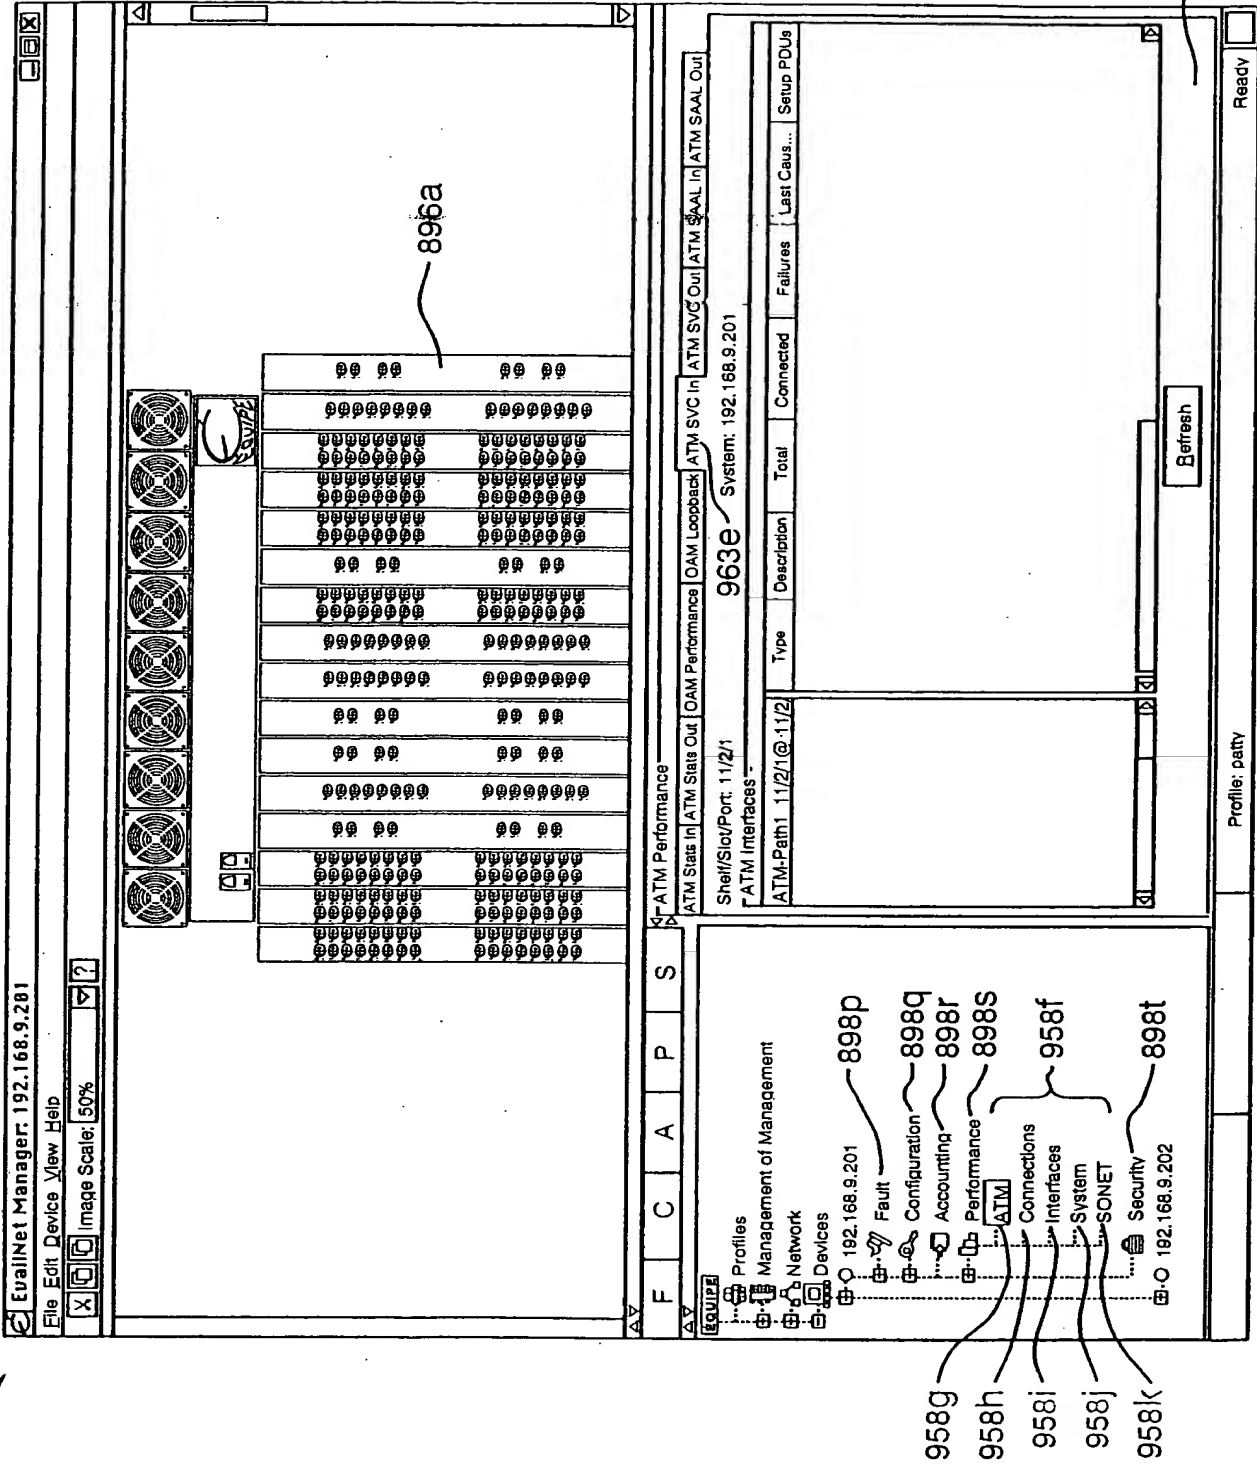 EvailNet Manager: 192.168.9.201
File Edit Device View Help
X ? Image Scale: 50%
EQUIPE
896a
F C A P S
EQUIPE
Profiles
Management of Management
Network
Devices
192.168.9.201
Fault
Configuration
Accounting
Performance
ATM
Connections
Interfaces
System
SONET
Security
192.168.9.202
898p
898q
898r
898s
958f
898t
958g
958h
958i
958j
958k
ATM Performance
ATM Stats In ATM Stats Out OAM Performance OAM Loopback ATM SVC In ATM SVC Out ATM SAAL In ATM SAAL Out
Shelf/Slot/Port: 11/2/1 963e System: 192.168.9.201
ATM Interfaces
ATM-Path1 11/2/1@11/2/
Type Description Total Connected Failures Last Caus... Setup PDUs
Refresh
Profile: patty
Ready